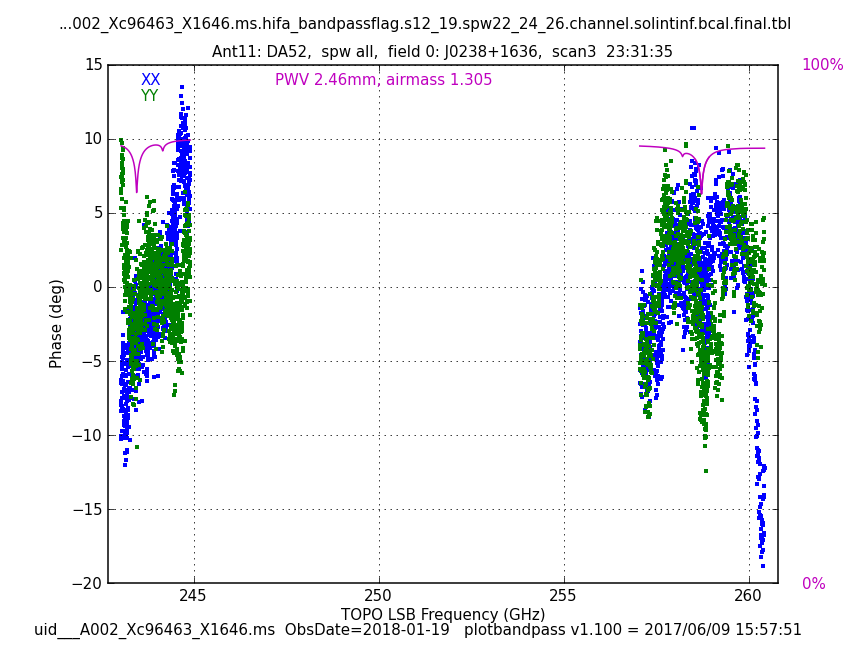 ...002_Xc96463_X1646.ms.hifa_bandpassflag.s12_19.spw22_24_26.channel.solintinf.bcal.final.tbl
Ant11: DA52,  spw all,  field 0: J0238+1636,  scan3  23:31:35
XX
YY
PWV 2.46mm, airmass 1.305
100%
0%
15
10
5
0
−5
−10
−15
−20
Phase (deg)
245
250
255
260
TOPO LSB Frequency (GHz)
uid___A002_Xc96463_X1646.ms  ObsDate=2018-01-19   plotbandpass v1.100 = 2017/06/09 15:57:51